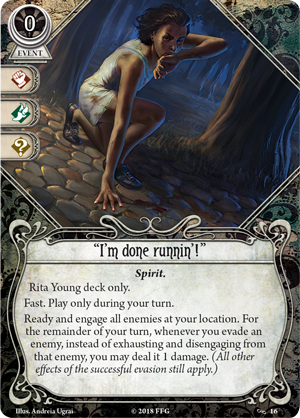 0
EVENT
?
"I'm done runnin'!"
Spirit.
Rita Young deck only.
Fast. Play only during your turn.
Ready and engage all enemies at your location. For
the remainder of your turn, whenever you evade an
enemy, instead of exhausting and disengaging from
that enemy, you may deal it 1 damage. (All other
effects of the successful evasion still apply.)
Illus. Andreia Ugrai
© 2018 FFG
16